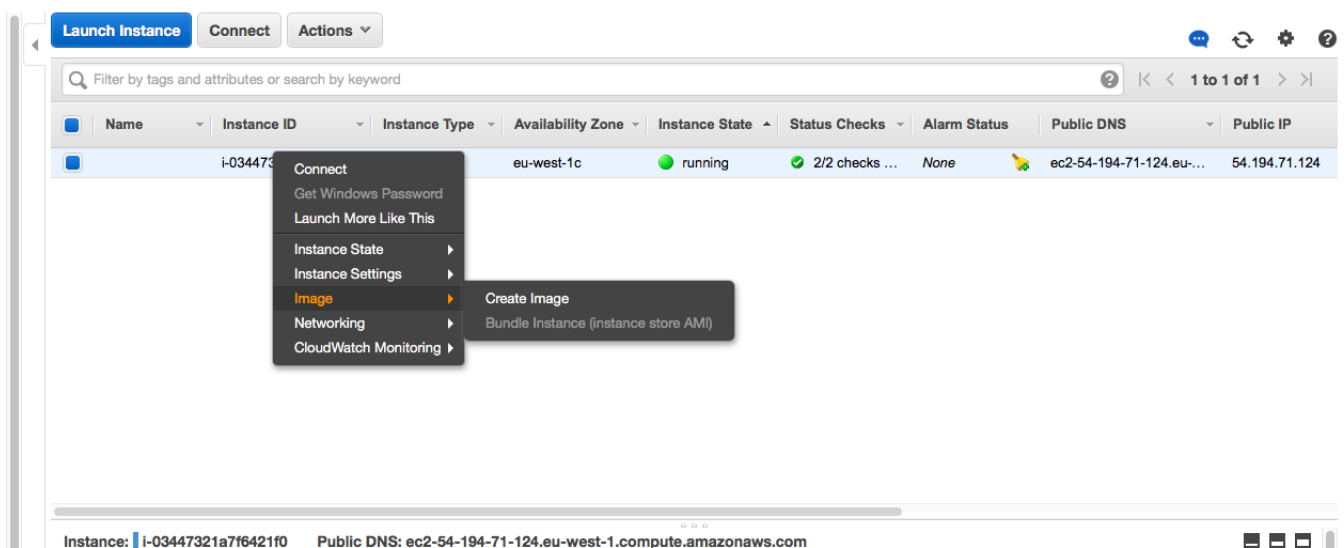 Launch Instance Connect Actions
Filter by tags and attributes or search by keyword 1 to 1 of 1
Name Instance ID Instance Type Availability Zone Instance State Status Checks Alarm Status Public DNS Public IP
i-03447 eu-west-1c running 2/2 checks ... None ec2-54-194-71-124.eu-... 54.194.71.124
Connect
Get Windows Password
Launch More Like This
Instance State
Instance Settings
Image Create Image
Networking Bundle Instance (instance store AMI)
CloudWatch Monitoring
Instance: i-03447321a7f6421f0 Public DNS: ec2-54-194-71-124.eu-west-1.compute.amazonaws.com